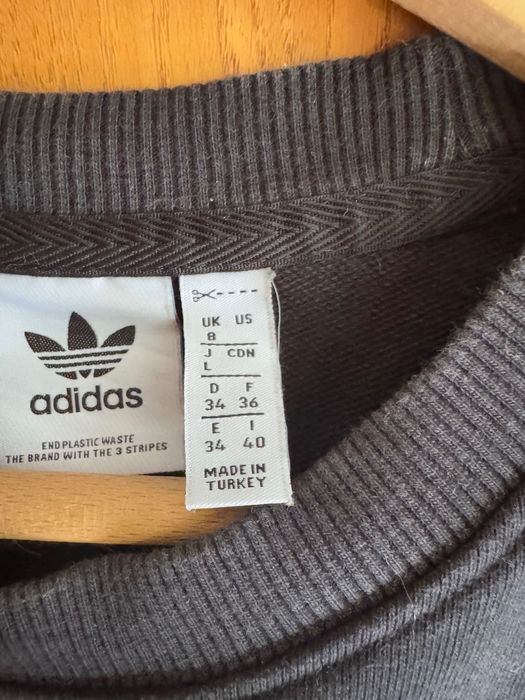 adidas
END PLASTIC WASTE
THE BRAND WITH THE 3 STRIPES
UK US
8
J CDN
L
D F
34 36
E I
34 40
MADE IN
TURKEY